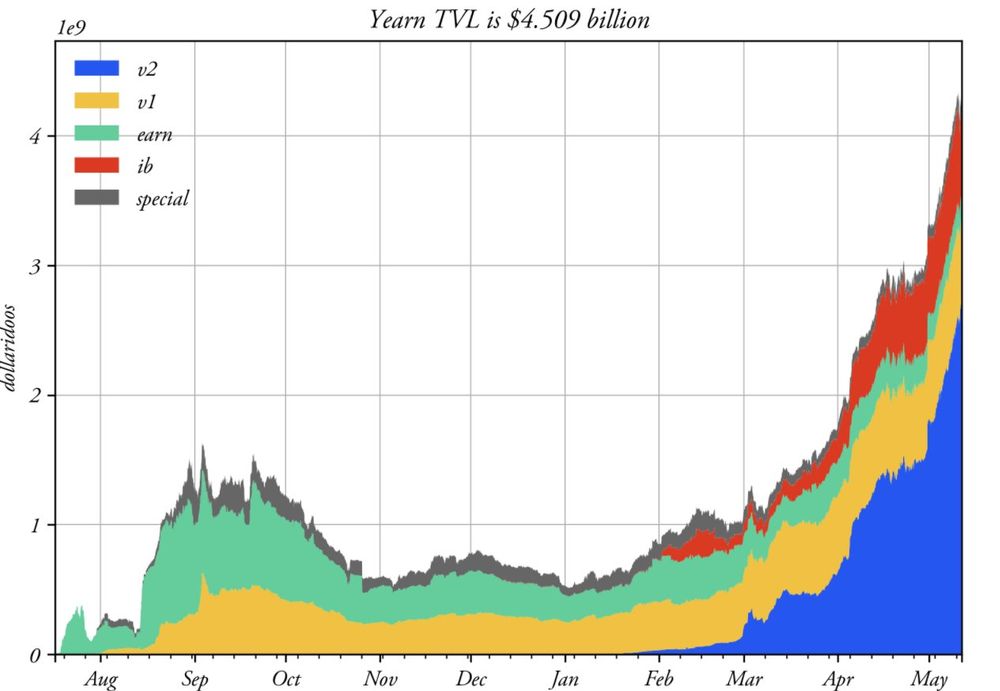 Yearn TVL is $4.509 billion
1e9
v2
v1
earn
ib
special
4
3
2
1
0
dollaridoos
Aug Sep Oct Nov Dec Jan Feb Mar Apr May